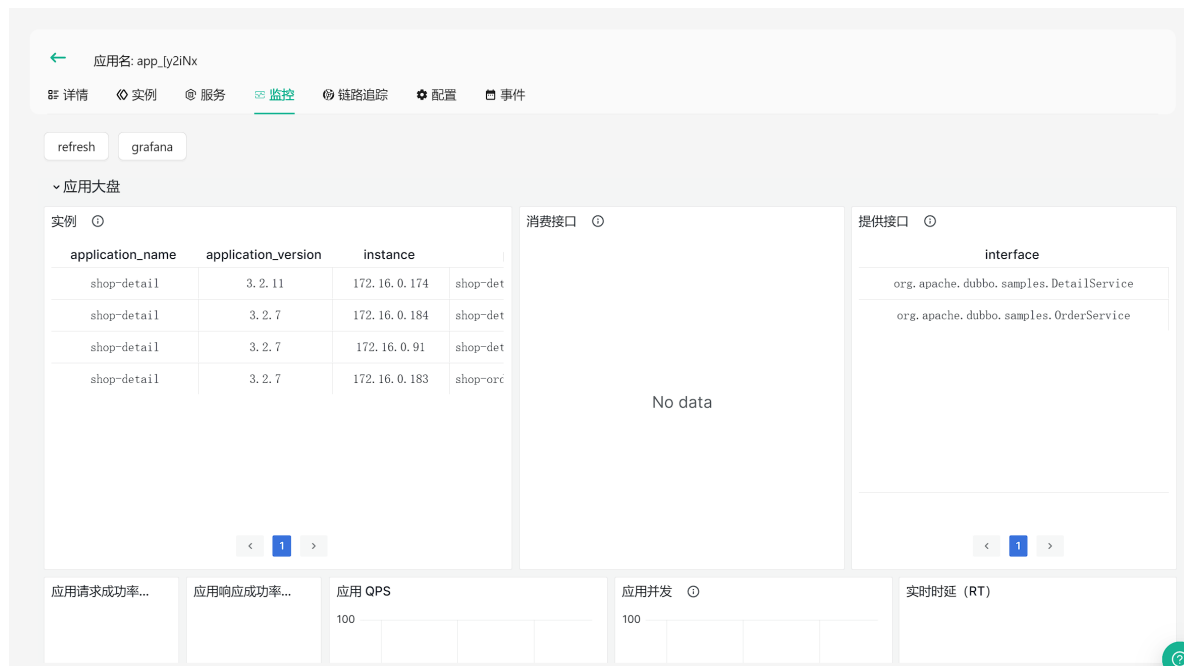 应用名: app_[y2iNx
详情 实例 服务 监控 链路追踪 配置 事件
refresh grafana
应用大盘
实例
application_name application_version instance
shop-detail 3.2.11 172.16.0.174 shop-det
shop-detail 3.2.7 172.16.0.184 shop-det
shop-detail 3.2.7 172.16.0.91 shop-det
shop-detail 3.2.7 172.16.0.183 shop-ord
1
消费接口
No data
提供接口
interface
org.apache.dubbo.samples.DetailService
org.apache.dubbo.samples.OrderService
1
应用请求成功率...
应用响应成功率...
应用 QPS
100
应用并发
100
实时时延（RT）